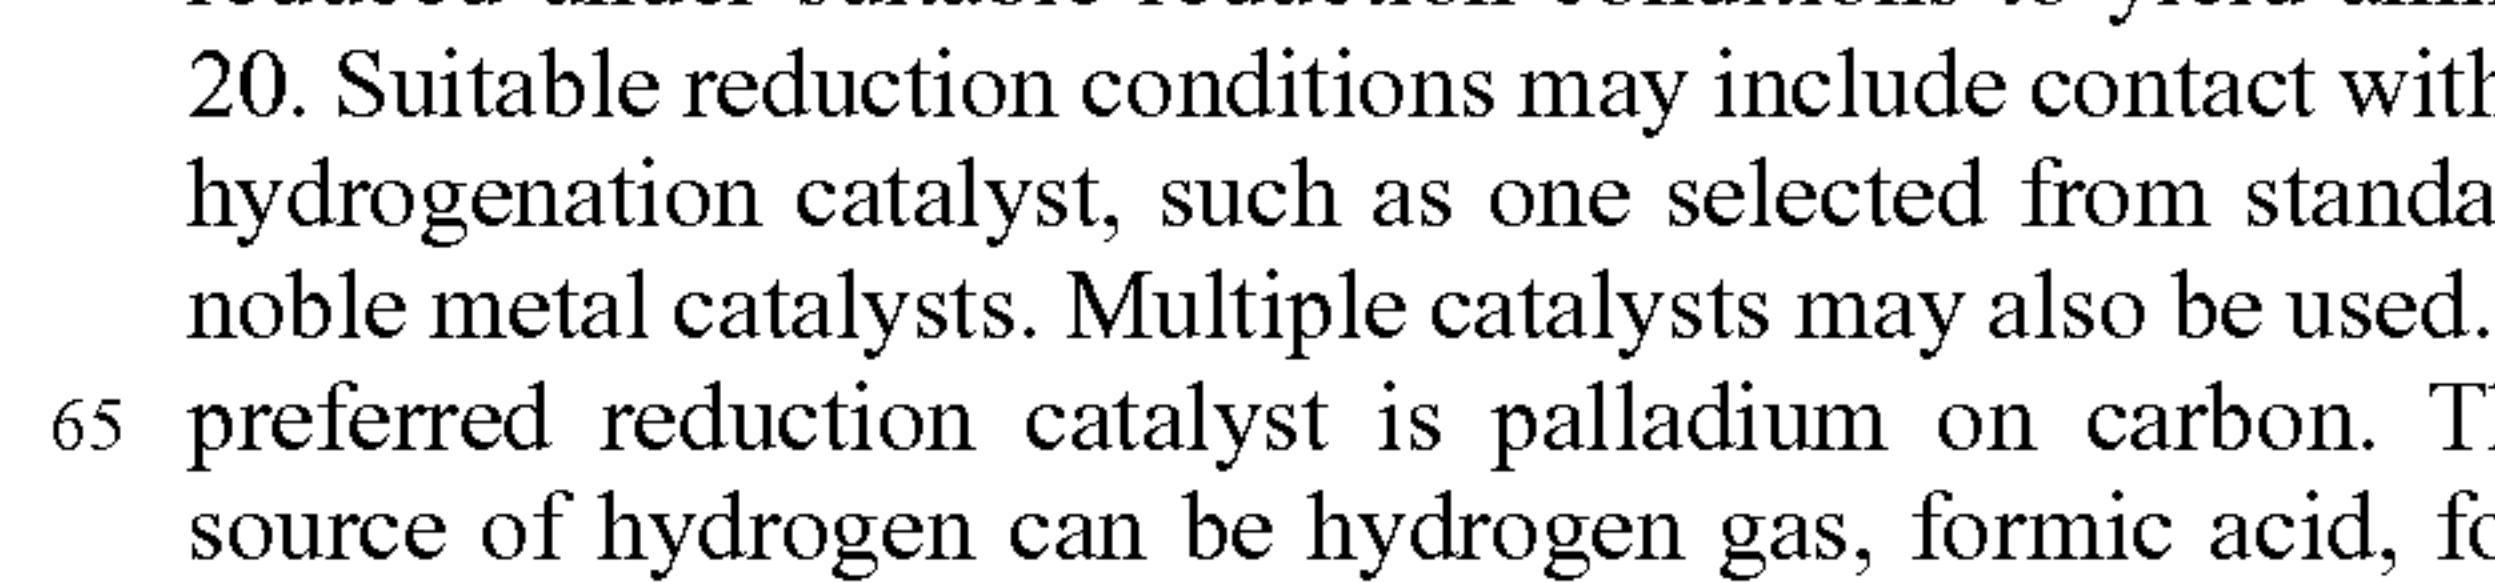 20. Suitable reduction conditions may include contact with
hydrogenation catalyst, such as one selected from
noble metal catalysts. Multiple catalysts may also be used.
65 preferred reduction catalyst is palladium on carbon.
source of hydrogen can be hydrogen gas, formic acid,